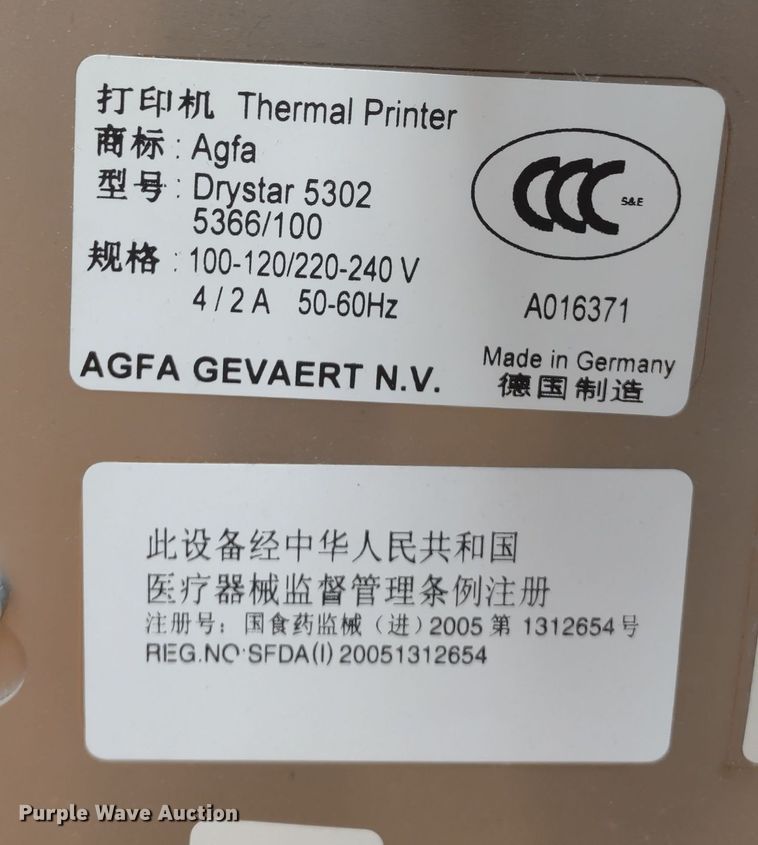 打印机 Thermal Printer
商标 : Agfa
型号 : Drystar 5302
5366/100
规格 : 100-120/220-240 V
4 / 2 A 50-60Hz
AGFA GEVAERT N.V.
CCC S&E
A016371
Made in Germany
德国制造
此设备经中华人民共和国
医疗器械监督管理条例注册
注册号：国食药监械（进）2005 第 1312654 号
REG.NO:SFDA(I) 20051312654
Purple Wave Auction